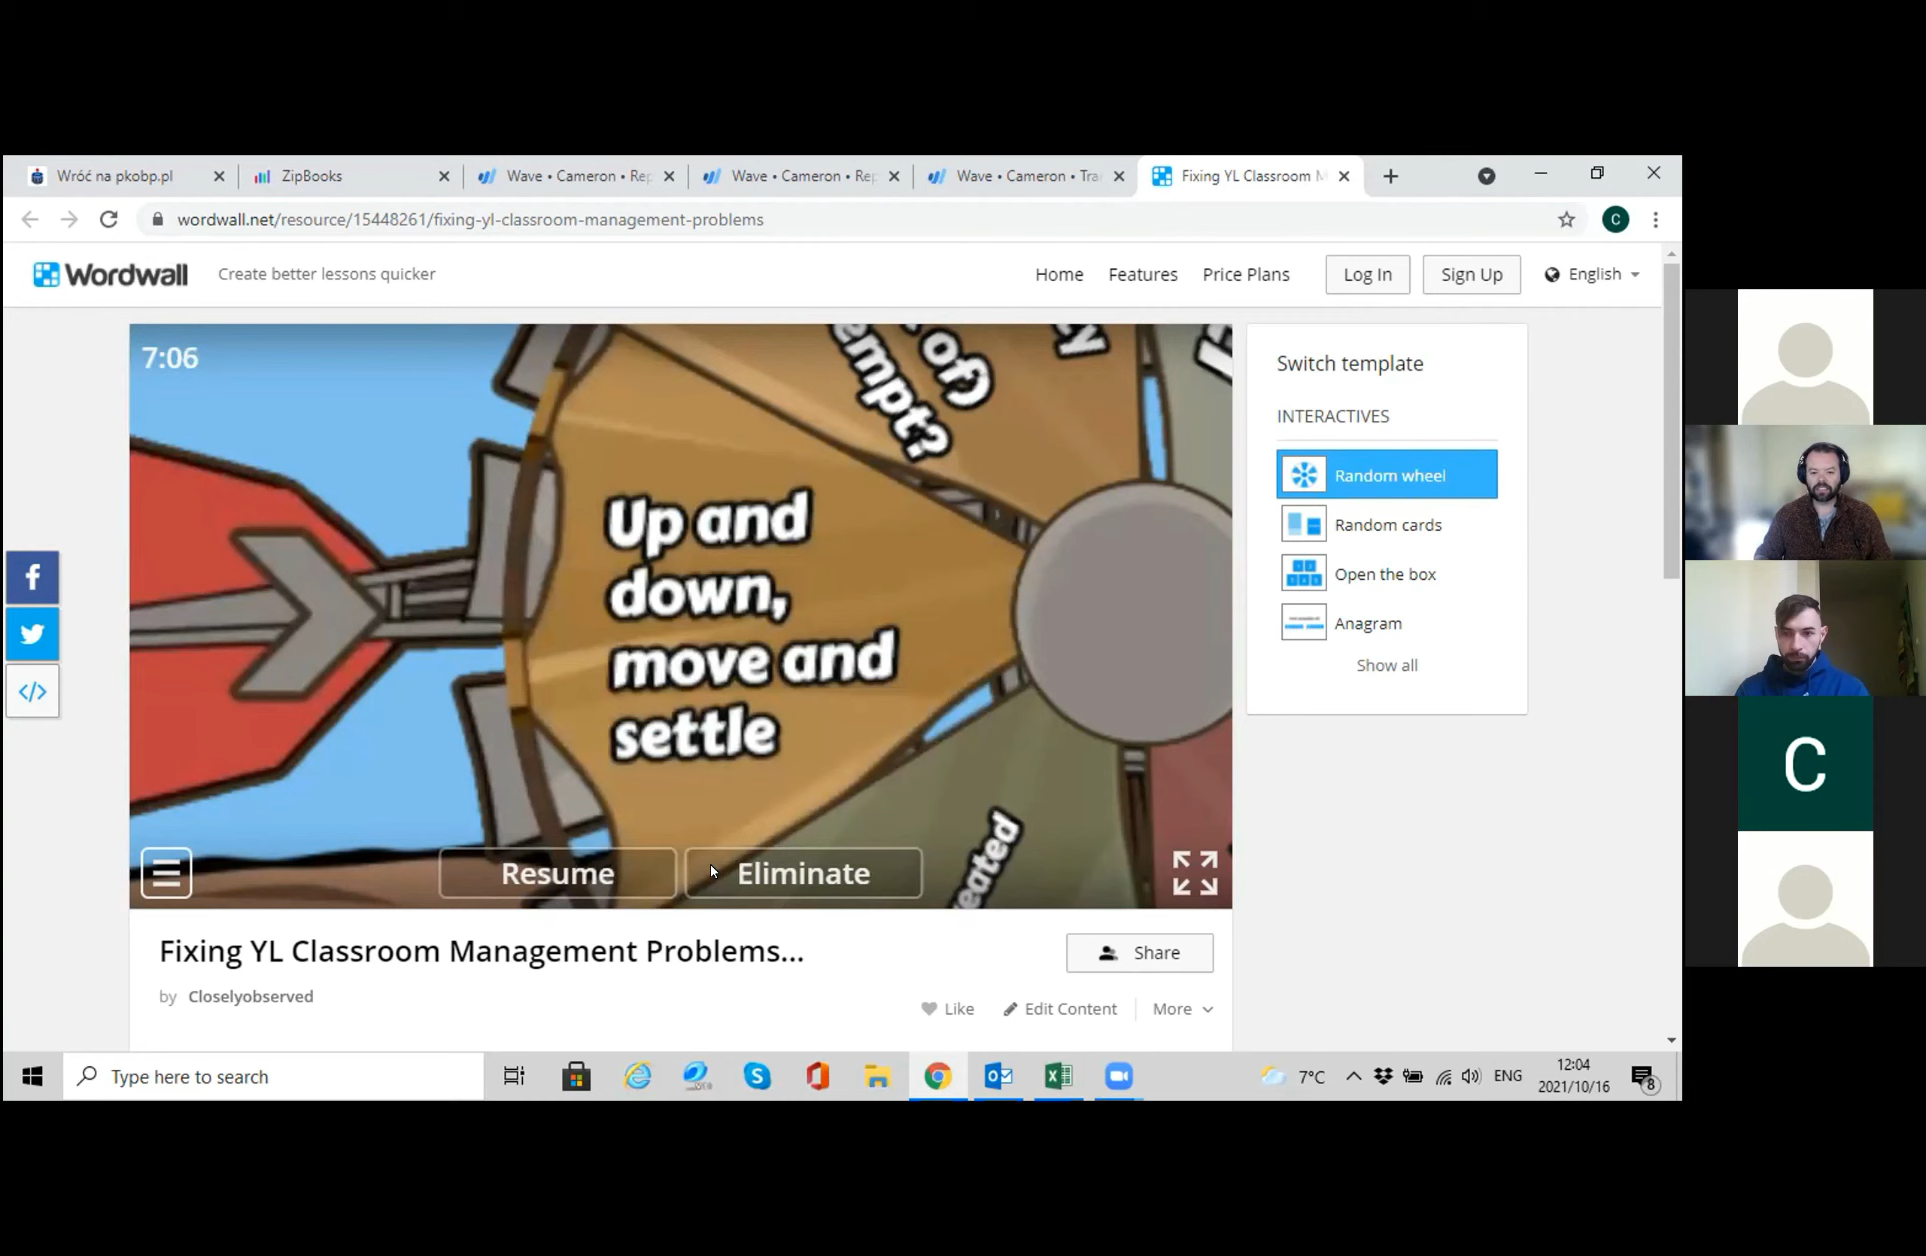 Wróć na pkobp.pl
ZipBooks
Wave • Cameron • Rep
Wave • Cameron • Rep
Wave • Cameron • Tra
Fixing YL Classroom M
C
wordwall.net/resource/15448261/fixing-yl-classroom-management-problems
Wordwall
Create better lessons quicker
Home
Features
Price Plans
Log In
Sign Up
English
7:06
empt?
of
Up and
down,
move and
settle
eated
Resume
Eliminate
Switch template
INTERACTIVES
Random wheel
Random cards
Open the box
Anagram
Show all
Fixing YL Classroom Management Problems...
Share
by Closelyobserved
Like
Edit Content
More
C
Type here to search
7°C
ENG
12:04
2021/10/16
8